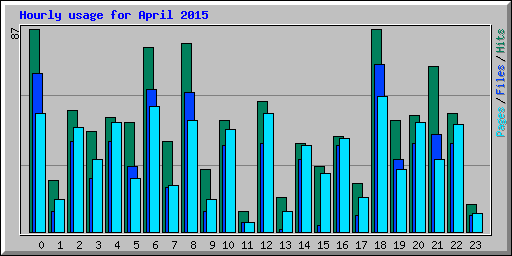 Hourly usage for April 2015
87
Pages / Files / Hits
0 1 2 3 4 5 6 7 8 9 10 11 12 13 14 15 16 17 18 19 20 21 22 23